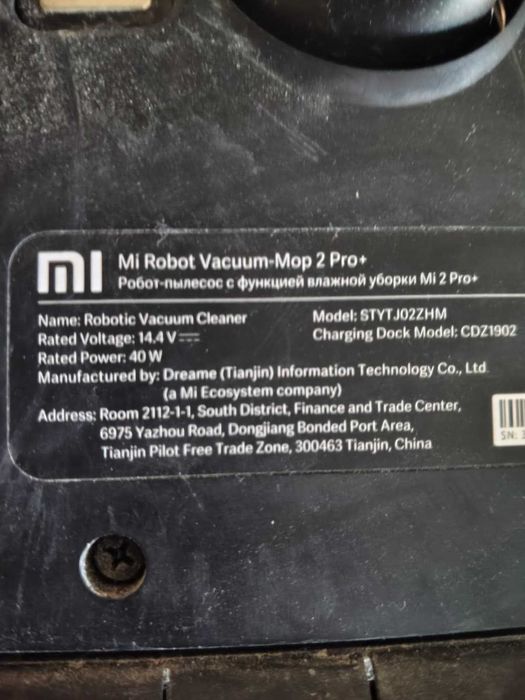 mi Mi Robot Vacuum-Mop 2 Pro+
Робот-пылесос с функцией влажной уборки Mi 2 Pro+
Name: Robotic Vacuum Cleaner
Model: STYTJ02ZHM
Rated Voltage: 14.4 V
Charging Dock Model: CDZ1902
Rated Power: 40 W
Manufactured by: Dreame (Tianjin) Information Technology Co., Ltd
(a Mi Ecosystem company)
Address: Room 2112-1-1, South District, Finance and Trade Center,
6975 Yazhou Road, Dongjiang Bonded Port Area,
Tianjin Pilot Free Trade Zone, 300463 Tianjin, China
SN: